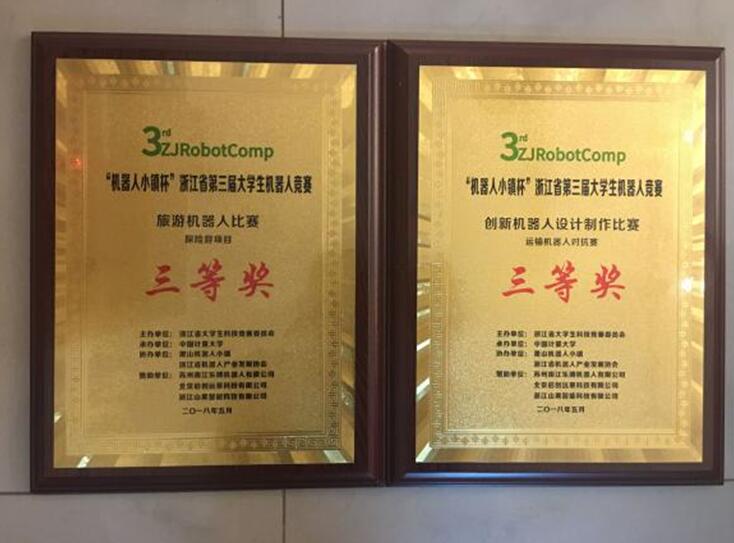 3rd
ZJRobotComp
“机器人小镇杯”浙江省第三届大学生机器人竞赛
旅游机器人比赛
探险游项目
三等奖
主办单位：浙江省大学生科技竞赛委员会
承办单位：中国计量大学
协办单位：萧山机器人小镇
浙江省机器人产业发展协会
赞助单位：苏州南江乐博机器人有限公司
二〇一八年五月
3rd
ZJRobotComp
“机器人小镇杯”浙江省第三届大学生机器人竞赛
创新机器人设计制作比赛
运输机器人对抗赛
三等奖
主办单位：浙江省大学生科技竞赛委员会
承办单位：中国计量大学
协办单位：萧山机器人小镇
浙江省机器人产业发展协会
赞助单位：苏州南江乐博机器人有限公司
二〇一八年五月